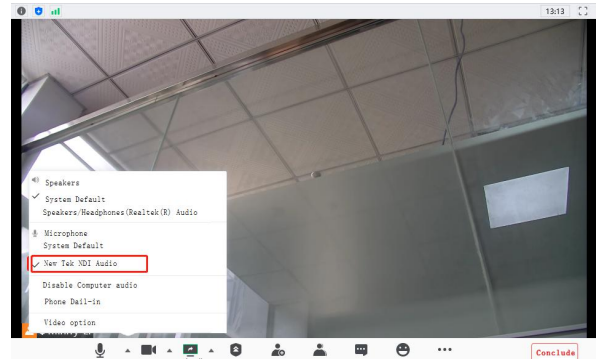 13:13
Speakers
System Default
Speakers/Headphones(Realtek(R) Audio
Microphone
System Default
New Tek NDI Audio
Disable Computer audio
Phone Dail-in
Video option
Conclude